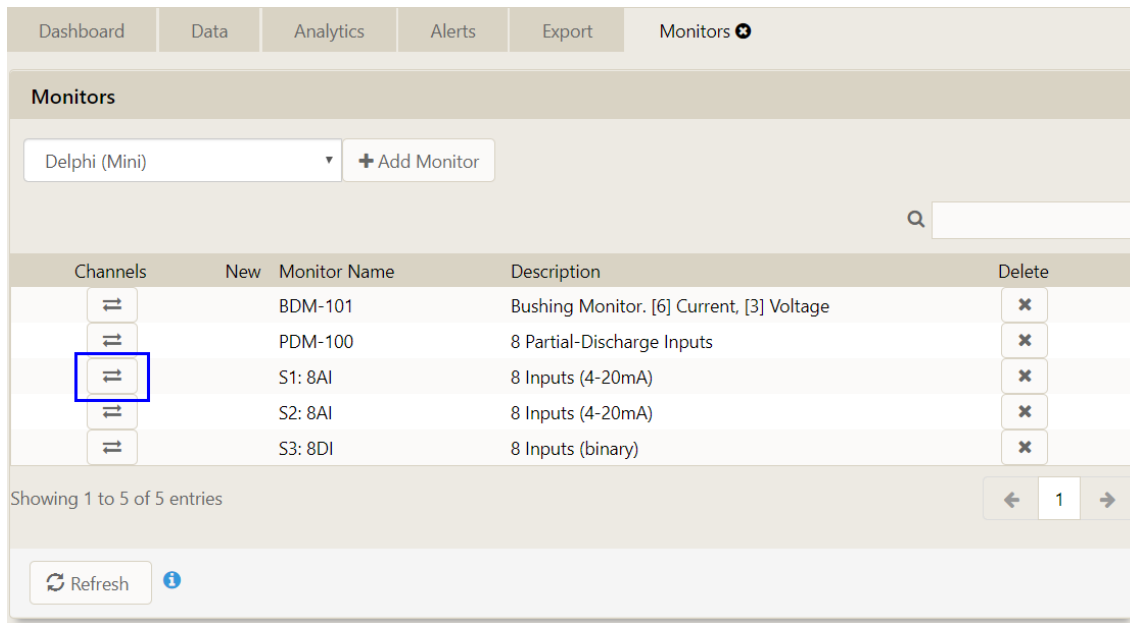 Dashboard Data Analytics Alerts Export Monitors
Monitors
Delphi (Mini) Add Monitor
Channels New Monitor Name Description Delete
BDM-101 Bushing Monitor. [6] Current, [3] Voltage
PDM-100 8 Partial-Discharge Inputs
S1: 8AI 8 Inputs (4-20mA)
S2: 8AI 8 Inputs (4-20mA)
S3: 8DI 8 Inputs (binary)
Showing 1 to 5 of 5 entries 1
Refresh